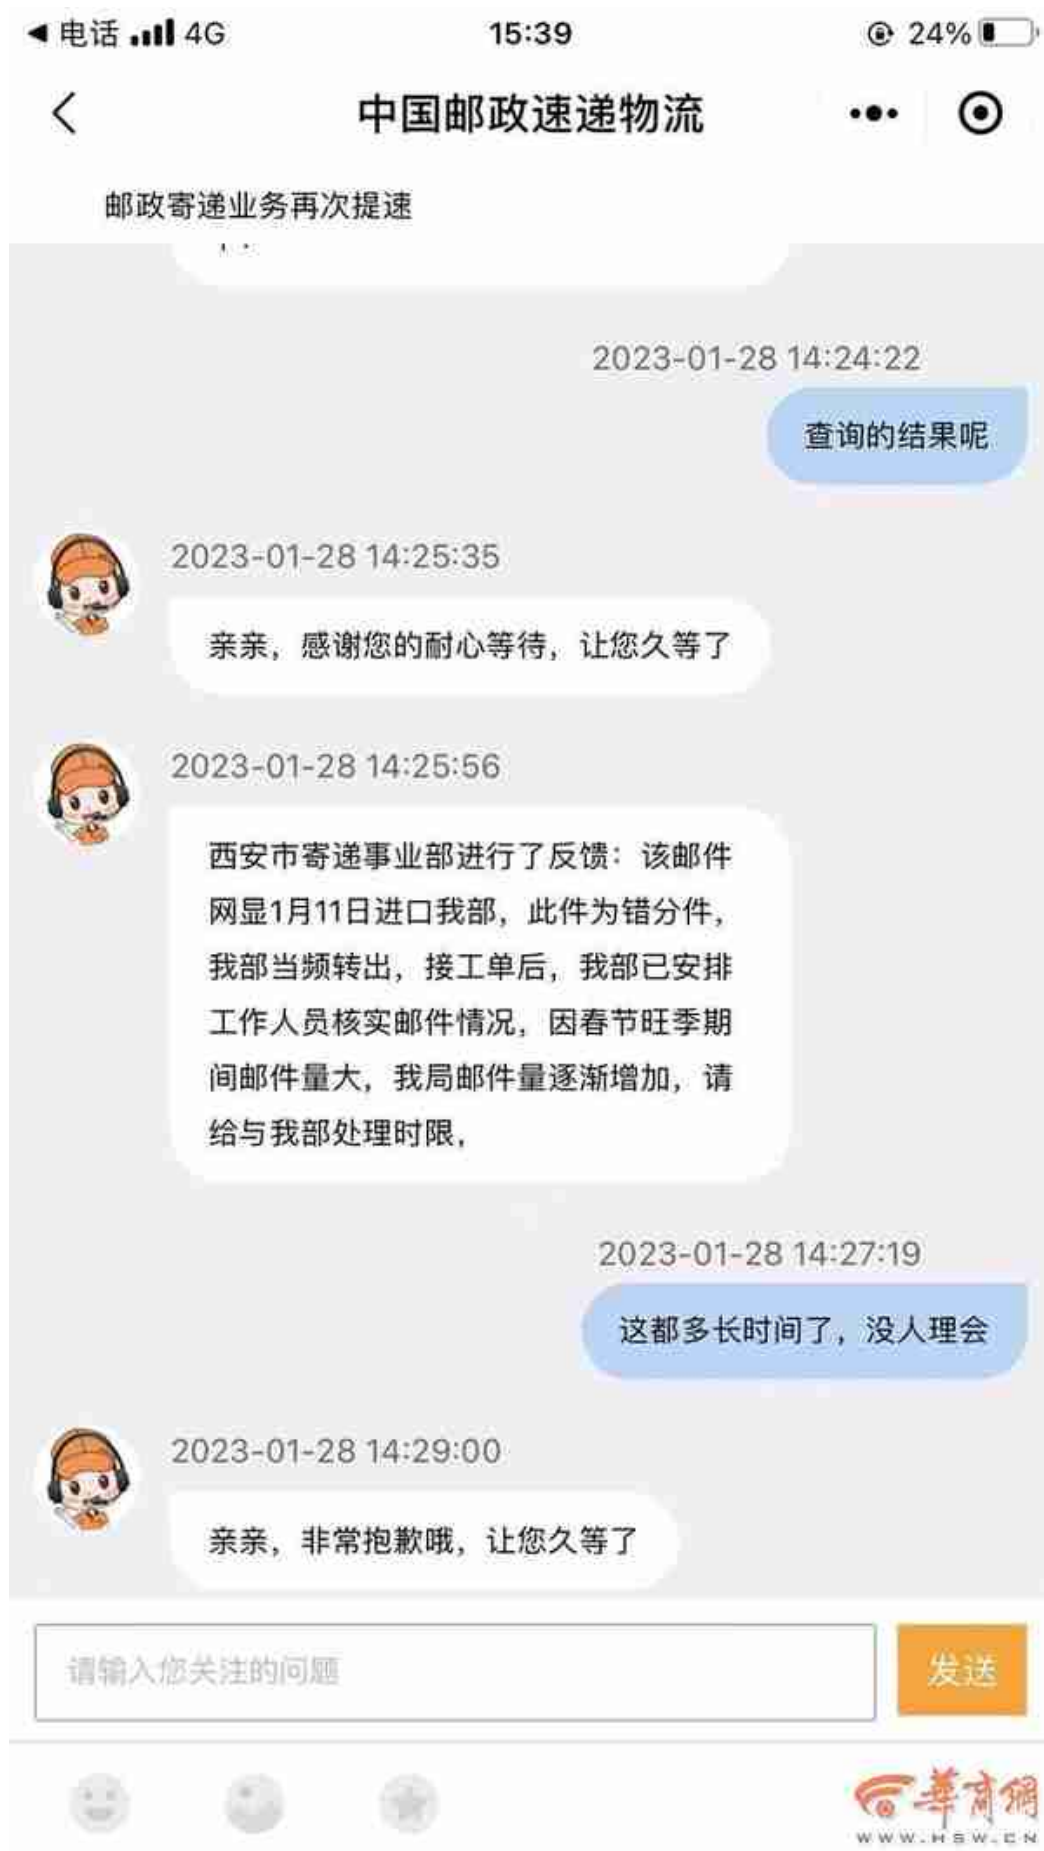 电话 4G 15:39 24%
中国邮政速递物流
邮政寄递业务再次提速
2023-01-28 14:24:22
查询的结果呢
2023-01-28 14:25:35
亲亲，感谢您的耐心等待，让您久等了
2023-01-28 14:25:56
西安市寄递事业部进行了反馈：该邮件
网显1月11日进口我部，此件为错分件，
我部当频转出，接工单后，我部已安排
工作人员核实邮件情况，因春节旺季期
间邮件量大，我局邮件量逐渐增加，请
给与我部处理时限，
2023-01-28 14:27:19
这都多长时间了，没人理会
2023-01-28 14:29:00
亲亲，非常抱歉哦，让您久等了
请输入您关注的问题
发送
華商網
WWW.HSW.CN